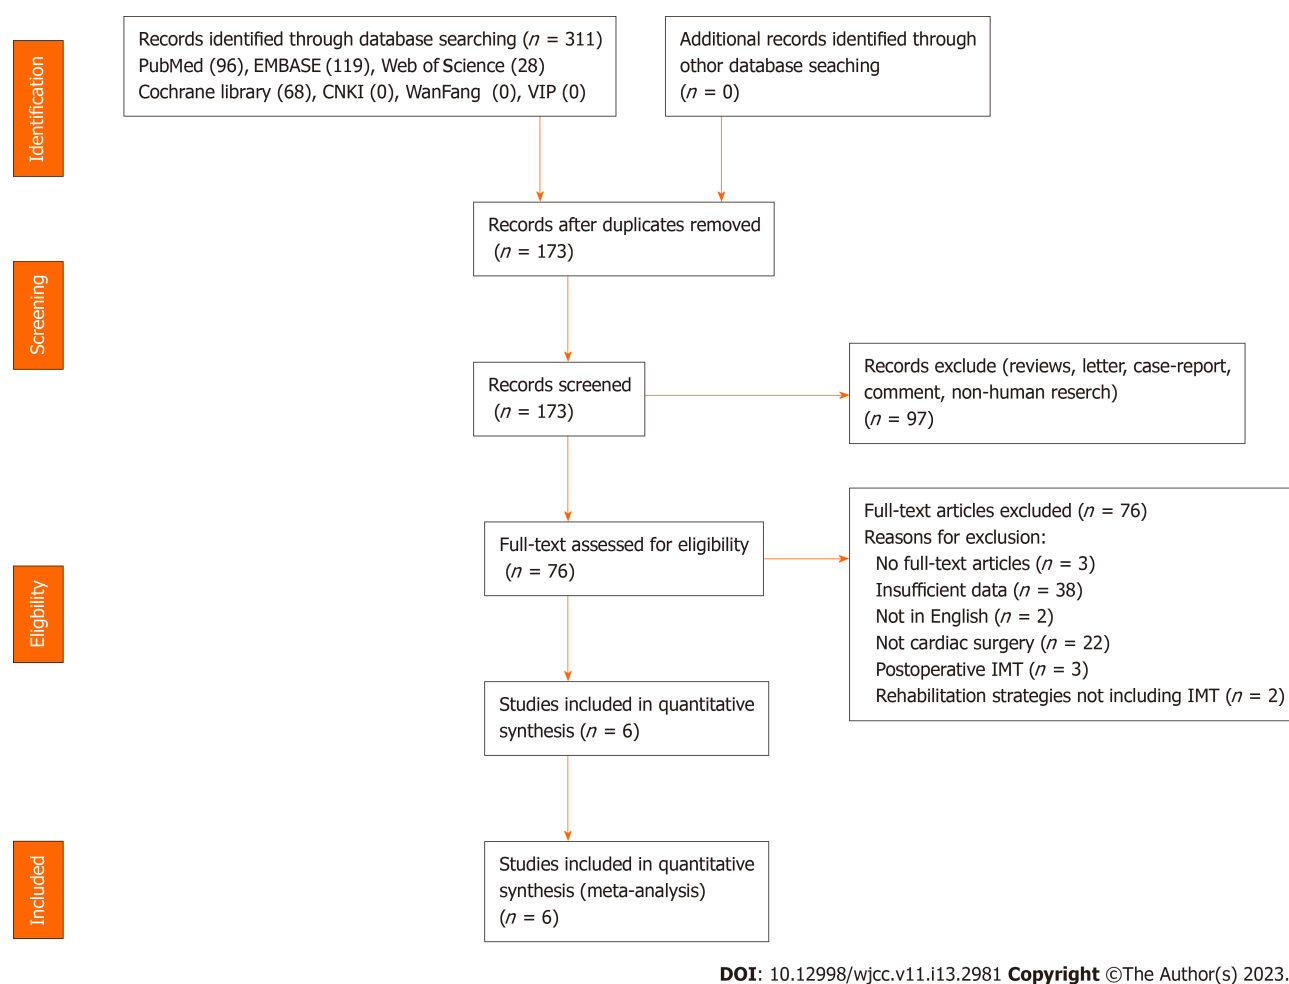 Identification
Records identified through database searching (n = 311)
PubMed (96), EMBASE (119), Web of Science (28)
Cochrane library (68), CNKI (0), WanFang (0), VIP (0)
Additional records identified through
othor database seaching
(n = 0)
Records after duplicates removed
(n = 173)
Screening
Records screened
(n = 173)
Records exclude (reviews, letter, case-report,
comment, non-human reserch)
(n = 97)
Eligbility
Full-text assessed for eligibility
(n = 76)
Full-text articles excluded (n = 76)
Reasons for exclusion:
No full-text articles (n = 3)
Insufficient data (n = 38)
Not in English (n = 2)
Not cardiac surgery (n = 22)
Postoperative IMT (n = 3)
Rehabilitation strategies not including IMT (n = 2)
Studies included in quantitative
synthesis (n = 6)
Included
Studies included in quantitative
synthesis (meta-analysis)
(n = 6)
DOI: 10.12998/wjcc.v11.i13.2981 Copyright ©The Author(s) 2023.